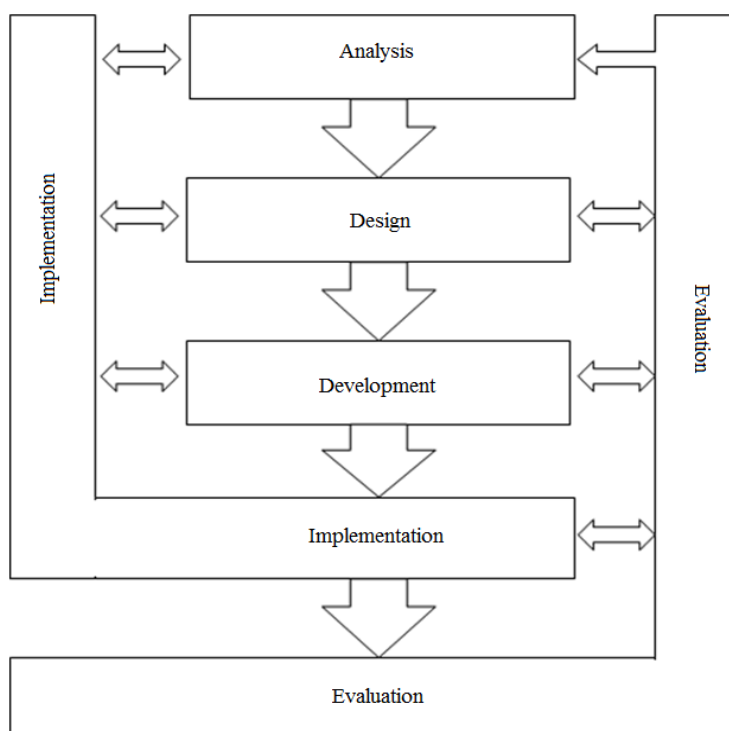 Analysis
Implementation
Design
Evaluation
Development
Implementation
Evaluation